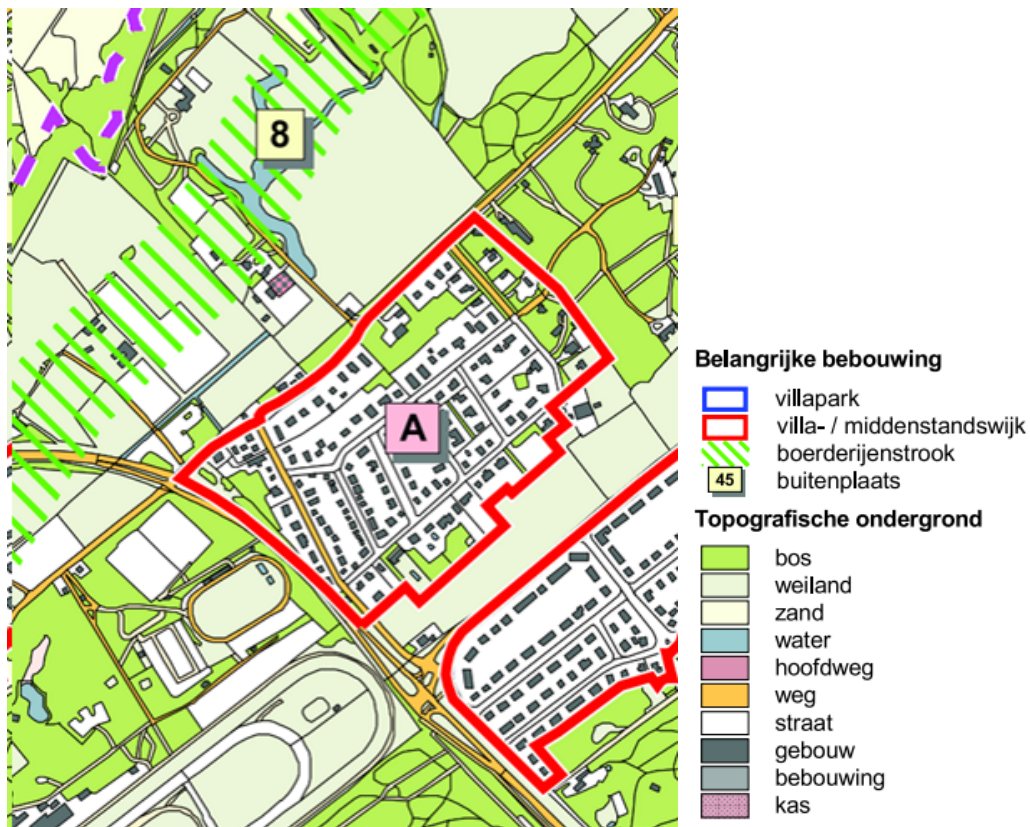 8
A
Belangrijke bebouwing
villapark
villa- / middenstandswijk
boerderijenstrook
45 buitenplaats
Topografische ondergrond
bos
weiland
zand
water
hoofdweg
weg
straat
gebouw
bebouwing
kas